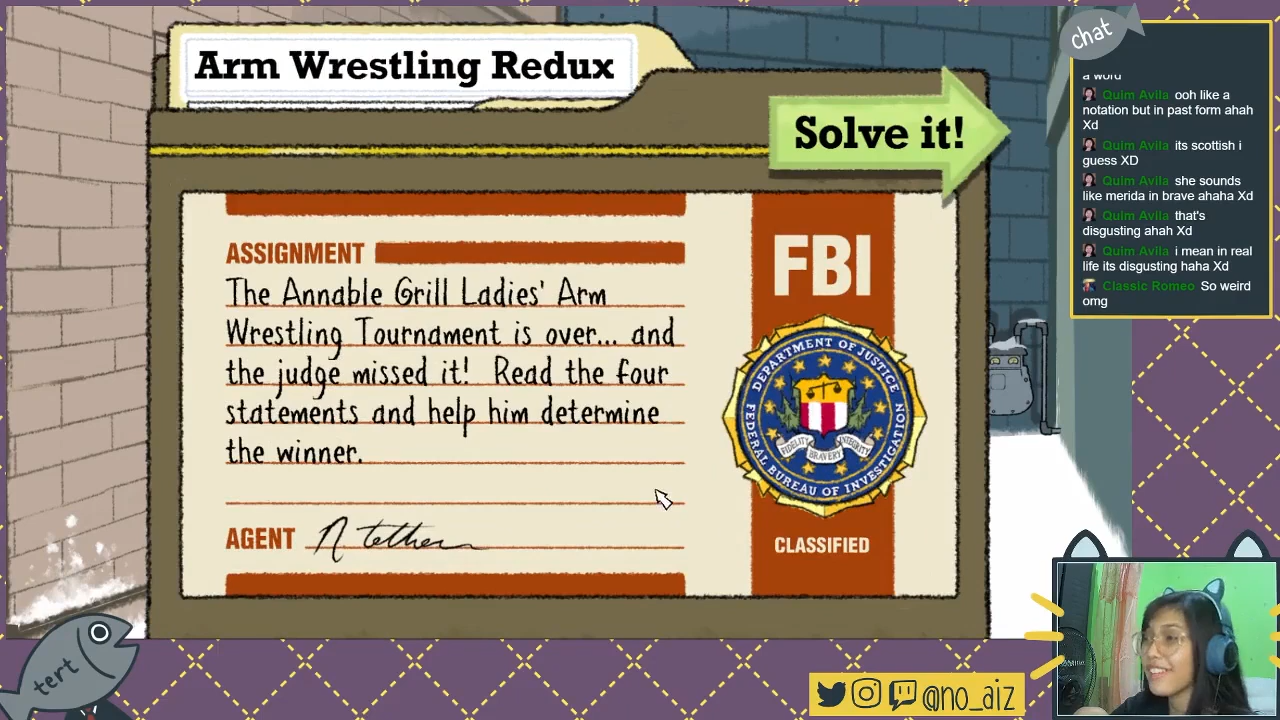 Arm Wrestling Redux
Solve it!
ASSIGNMENT
The Annable Grill Ladies' Arm
Wrestling Tournament is over... and
the judge missed it! Read the four
statements and help him determine
the winner.
AGENT N tether
FBI
DEPARTMENT OF JUSTICE
FEDERAL BUREAU OF INVESTIGATION
FIDELITY
BRAVERY
INTEGRITY
CLASSIFIED
chat
a word
Quim Avila ooh like a
notation but in past form ahah
Xd
Quim Avila its scottish i
guess XD
Quim Avila she sounds
like merida in brave ahaha Xd
Quim Avila that's
disgusting ahah Xd
Quim Avila i mean in real
life its disgusting haha Xd
Classic Romeo So weird
omg
tert
@no_aiz